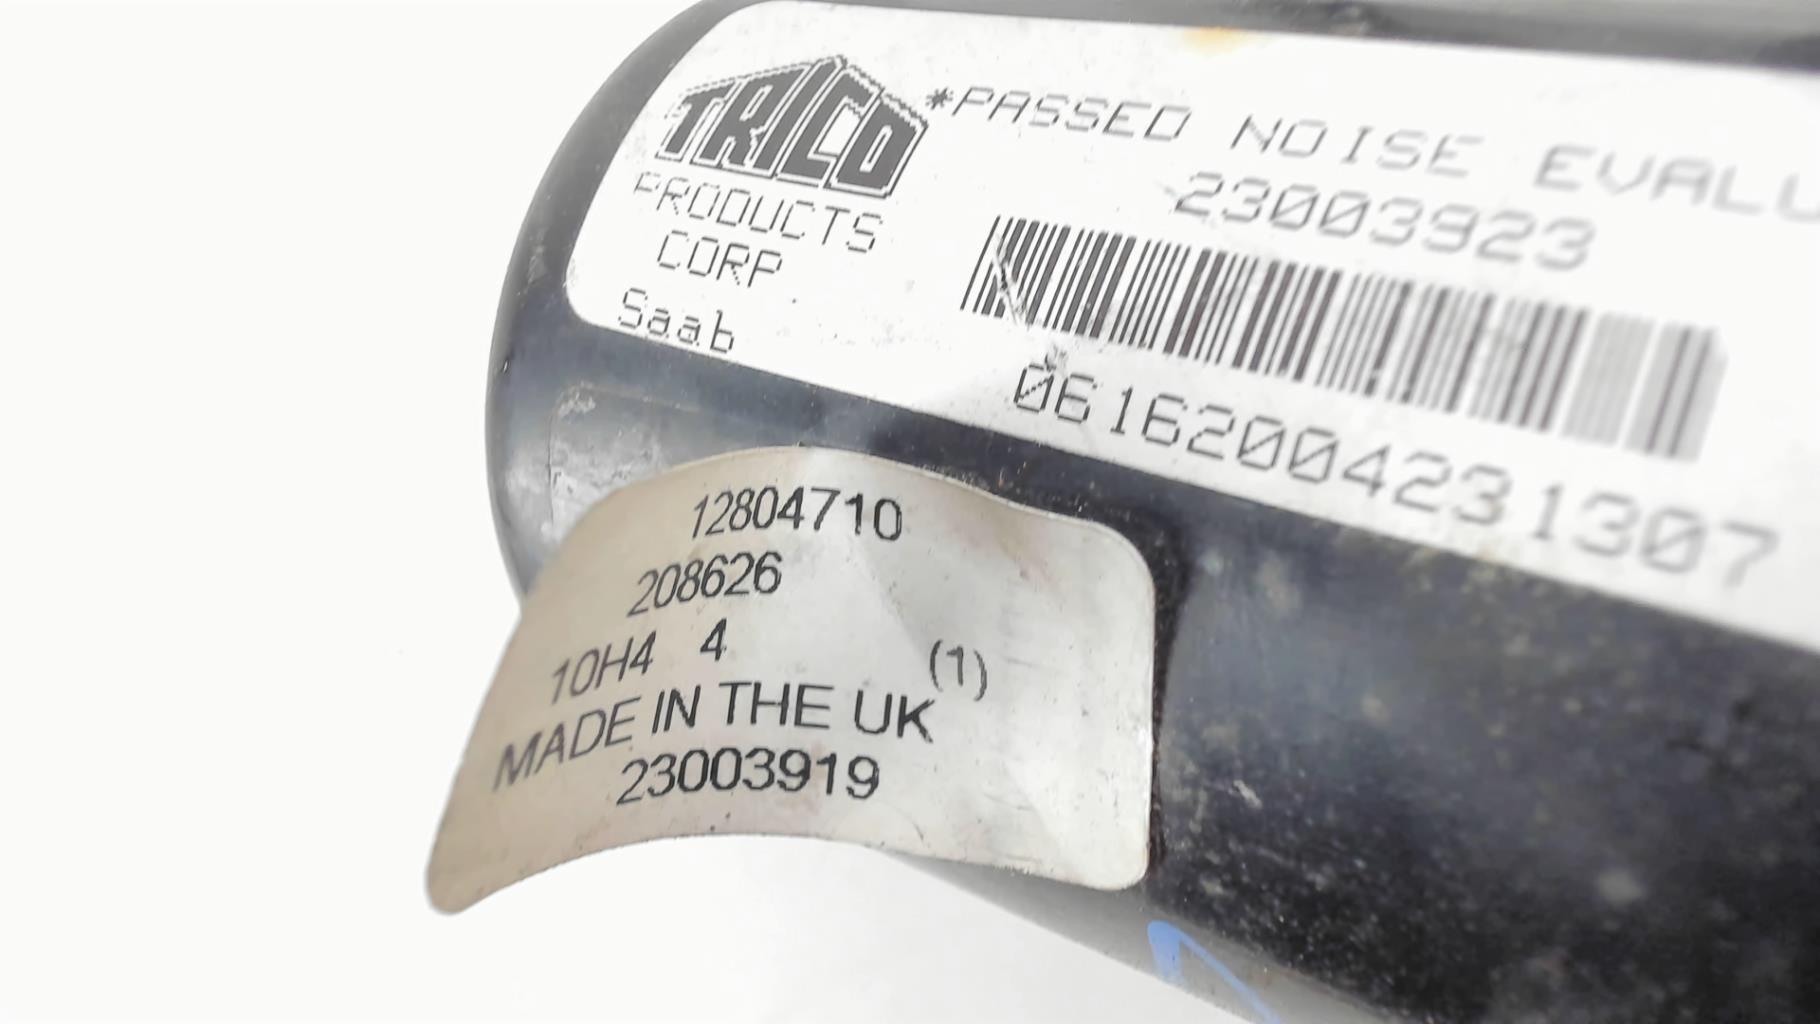 TRICO
PRODUCTS
CORP
Saab
*PASSED NOISE EVALU
23003923
06162004231307
12804710
208626
10H4 4 (1)
MADE IN THE UK
23003919